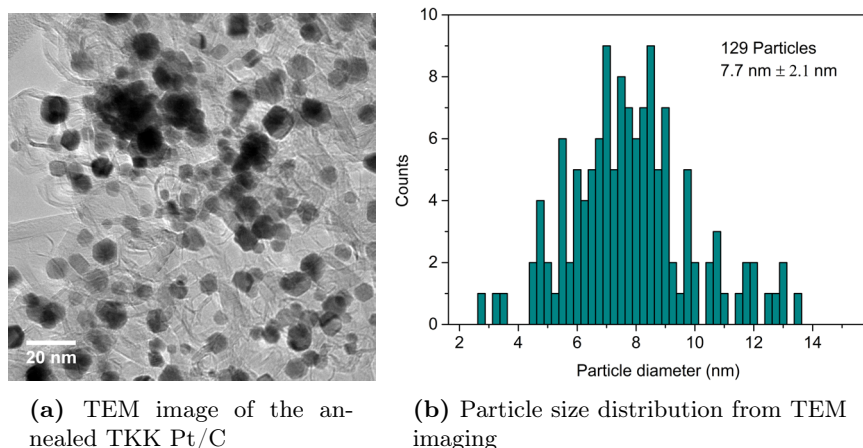 20 nm
(a) TEM image of the an-
nealed TKK Pt/C
10
8
6
4
2
0
Counts
129 Particles
7.7 nm ± 2.1 nm
2 4 6 8 10 12 14
Particle diameter (nm)
(b) Particle size distribution from TEM
imaging